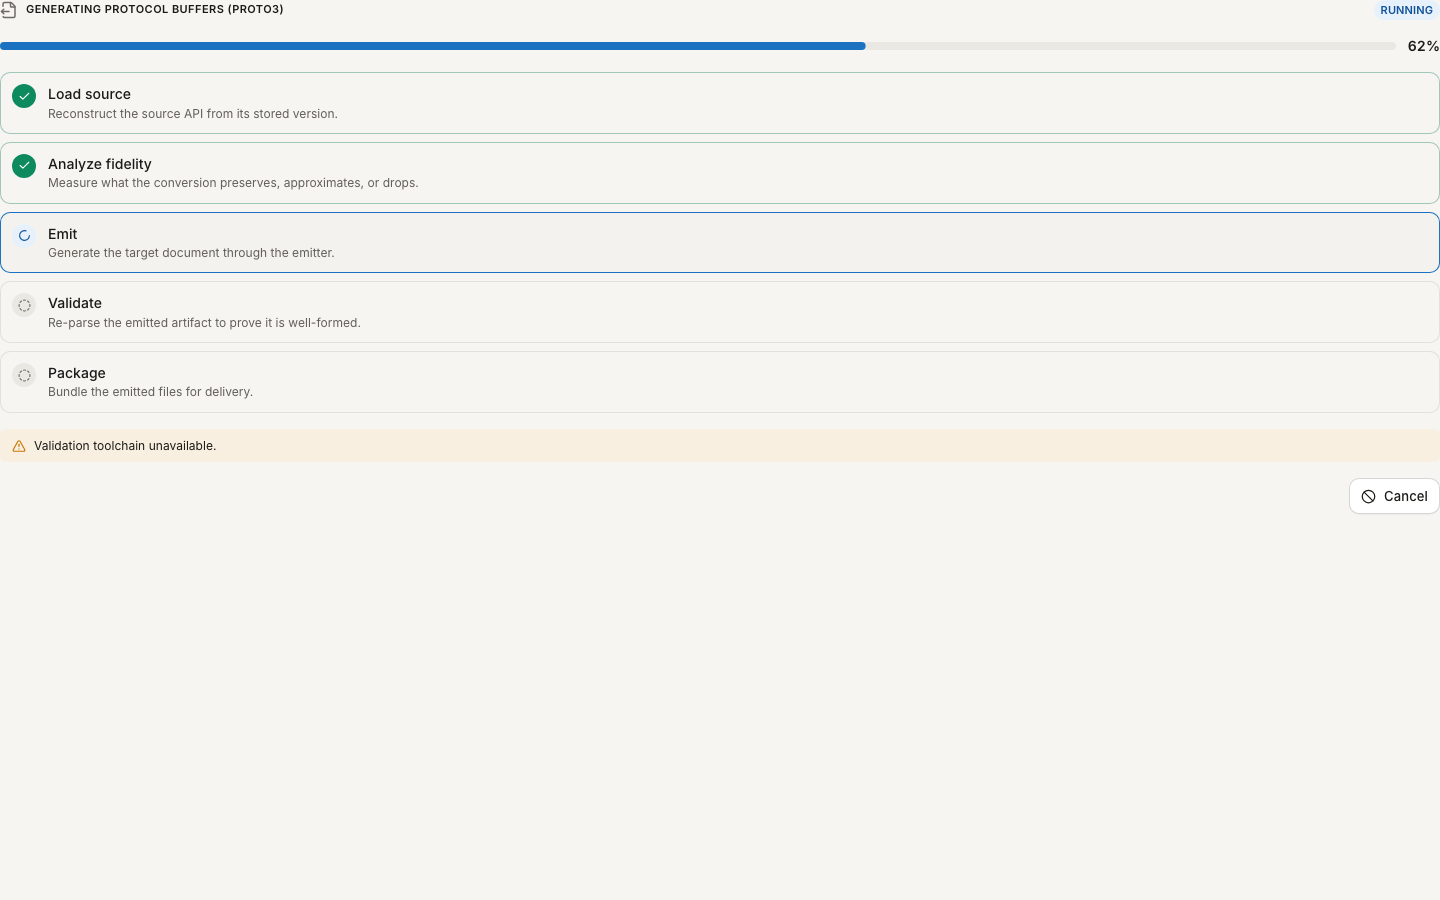 GENERATING PROTOCOL BUFFERS (PROTO3)
RUNNING
62%
Load source
Reconstruct the source API from its stored version.
Analyze fidelity
Measure what the conversion preserves, approximates, or drops.
Emit
Generate the target document through the emitter.
Validate
Re-parse the emitted artifact to prove it is well-formed.
Package
Bundle the emitted files for delivery.
Validation toolchain unavailable.
Cancel